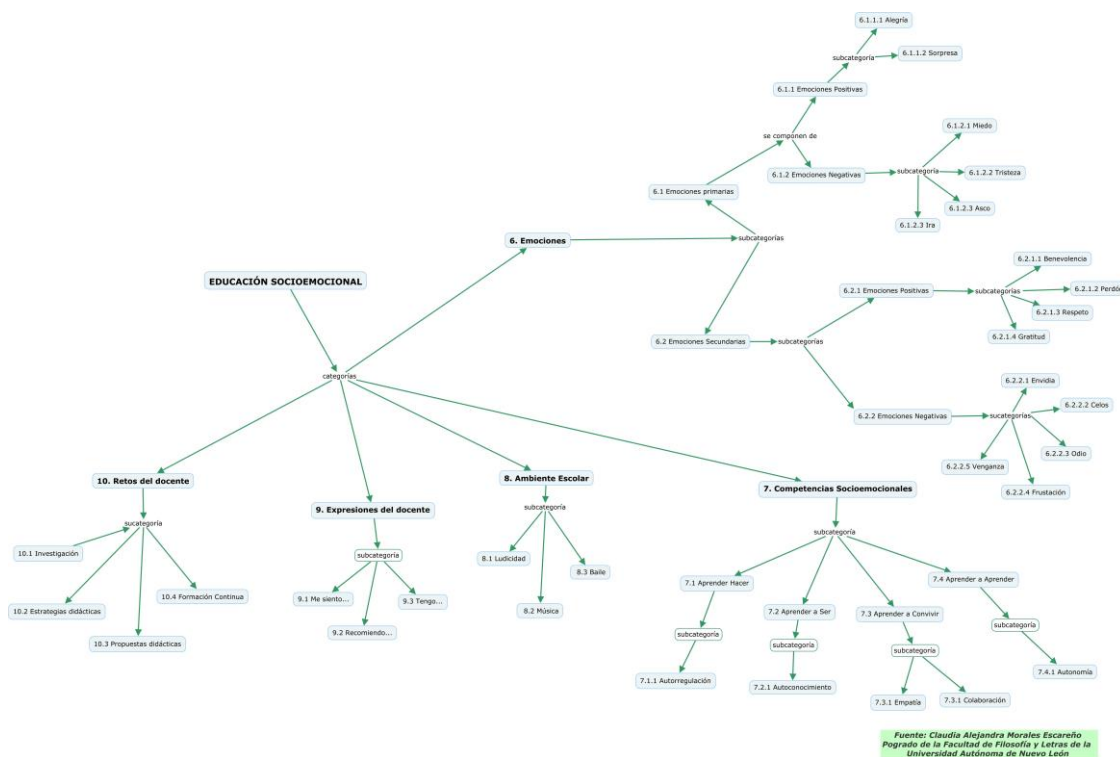 EDUCACIÓN SOCIOEMOCIONAL
categorías
6. Emociones
subcategorías
6.1 Emociones primarias
se componen de
6.1.1 Emociones Positivas
subcategoría
6.1.1.1 Alegría
6.1.1.2 Sorpresa
6.1.2 Emociones Negativas
subcategoría
6.1.2.1 Miedo
6.1.2.2 Tristeza
6.1.2.3 Asco
6.1.2.3 Ira
6.2 Emociones Secundarias
subcategorías
6.2.1 Emociones Positivas
subcategorías
6.2.1.1 Benevolencia
6.2.1.2 Perdó
6.2.1.3 Respeto
6.2.1.4 Gratitud
6.2.2 Emociones Negativas
sucategorías
6.2.2.1 Envidia
6.2.2.2 Celos
6.2.2.3 Odio
6.2.2.4 Frustación
6.2.2.5 Venganza
7. Competencias Socioemocionales
subcategoría
7.1 Aprender Hacer
subcategoría
7.1.1 Autorregulación
7.2 Aprender a Ser
subcategoría
7.2.1 Autoconocimiento
7.3 Aprender a Convivir
subcategoría
7.3.1 Empatía
7.3.1 Colaboración
7.4 Aprender a Aprender
subcategoría
7.4.1 Autonomía
8. Ambiente Escolar
subcategoría
8.1 Ludicidad
8.2 Música
8.3 Baile
9. Expresiones del docente
subcategoría
9.1 Me siento...
9.2 Recomiendo...
9.3 Tengo...
10. Retos del docente
sucategoría
10.1 Investigación
10.2 Estrategias didácticas
10.3 Propuestas didácticas
10.4 Formación Continua
Fuente: Claudia Alejandra Morales Escareño
Pogrado de la Facultad de Filosofía y Letras de la
Universidad Autónoma de Nuevo León